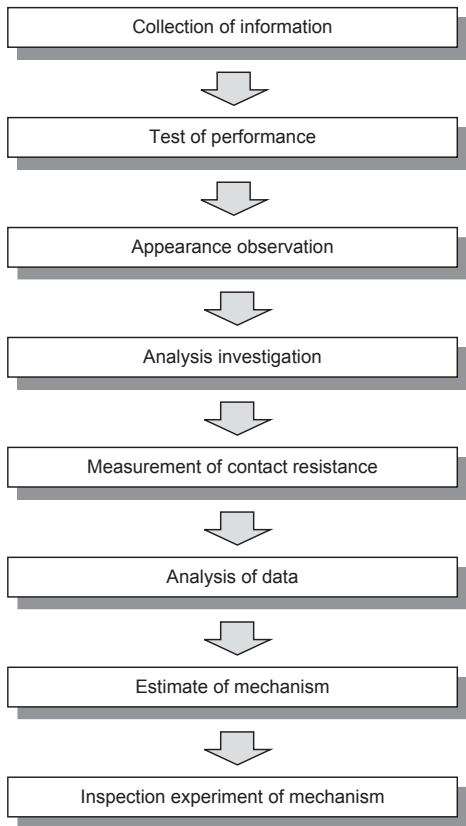 Collection of information
Test of performance
Appearance observation
Analysis investigation
Measurement of contact resistance
Analysis of data
Estimate of mechanism
Inspection experiment of mechanism